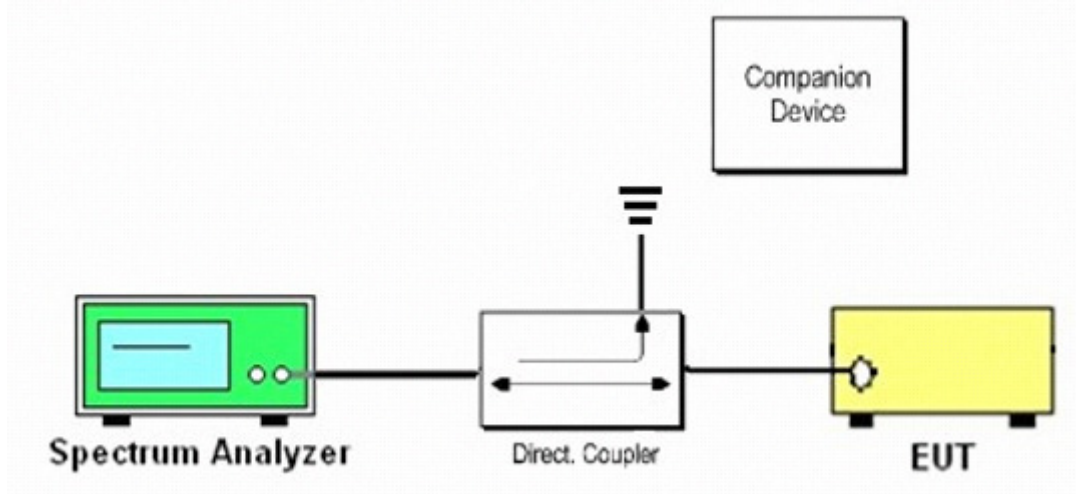 Companion
Device
Spectrum Analyzer
Direct. Coupler
EUT